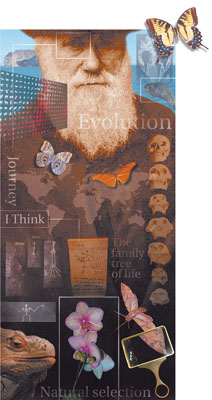 Evolution
Journey
I Think
The family
tree
of life
Natural selection